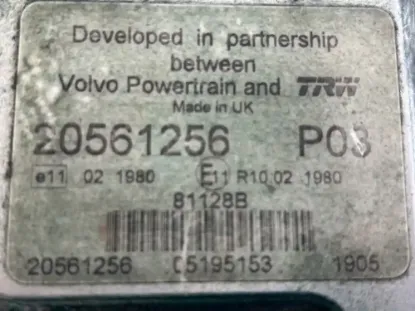 Developed in partnership
between
Volvo Powertrain and TRW
Made in UK
20561256 P03
e11 02 1980 E11 R10,02 1980
81128B
20561256 05195153 1905